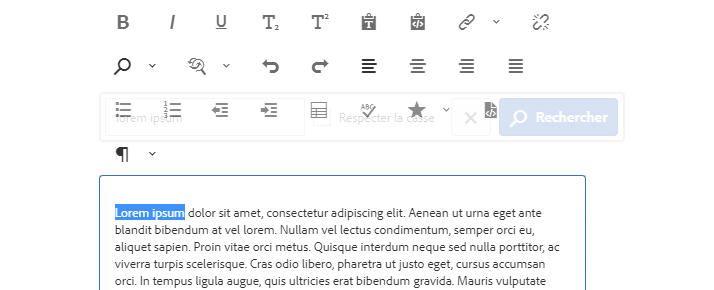 B I U T2 T2
ABC
lorem ipsum Respecter la casse Rechercher
Lorem ipsum dolor sit amet, consectetur adipiscing elit. Aenean ut urna eget ante
blandit bibendum at vel lorem. Nullam vel lectus condimentum, semper orci eu,
aliquet sapien. Proin vitae orci metus. Quisque interdum neque sed nulla porttitor, ac
viverra turpis scelerisque. Cras odio libero, pharetra ut justo eget, cursus accumsan
orci. In tempus ligula augue, quis ultricies erat bibendum gravida. Mauris vulputate